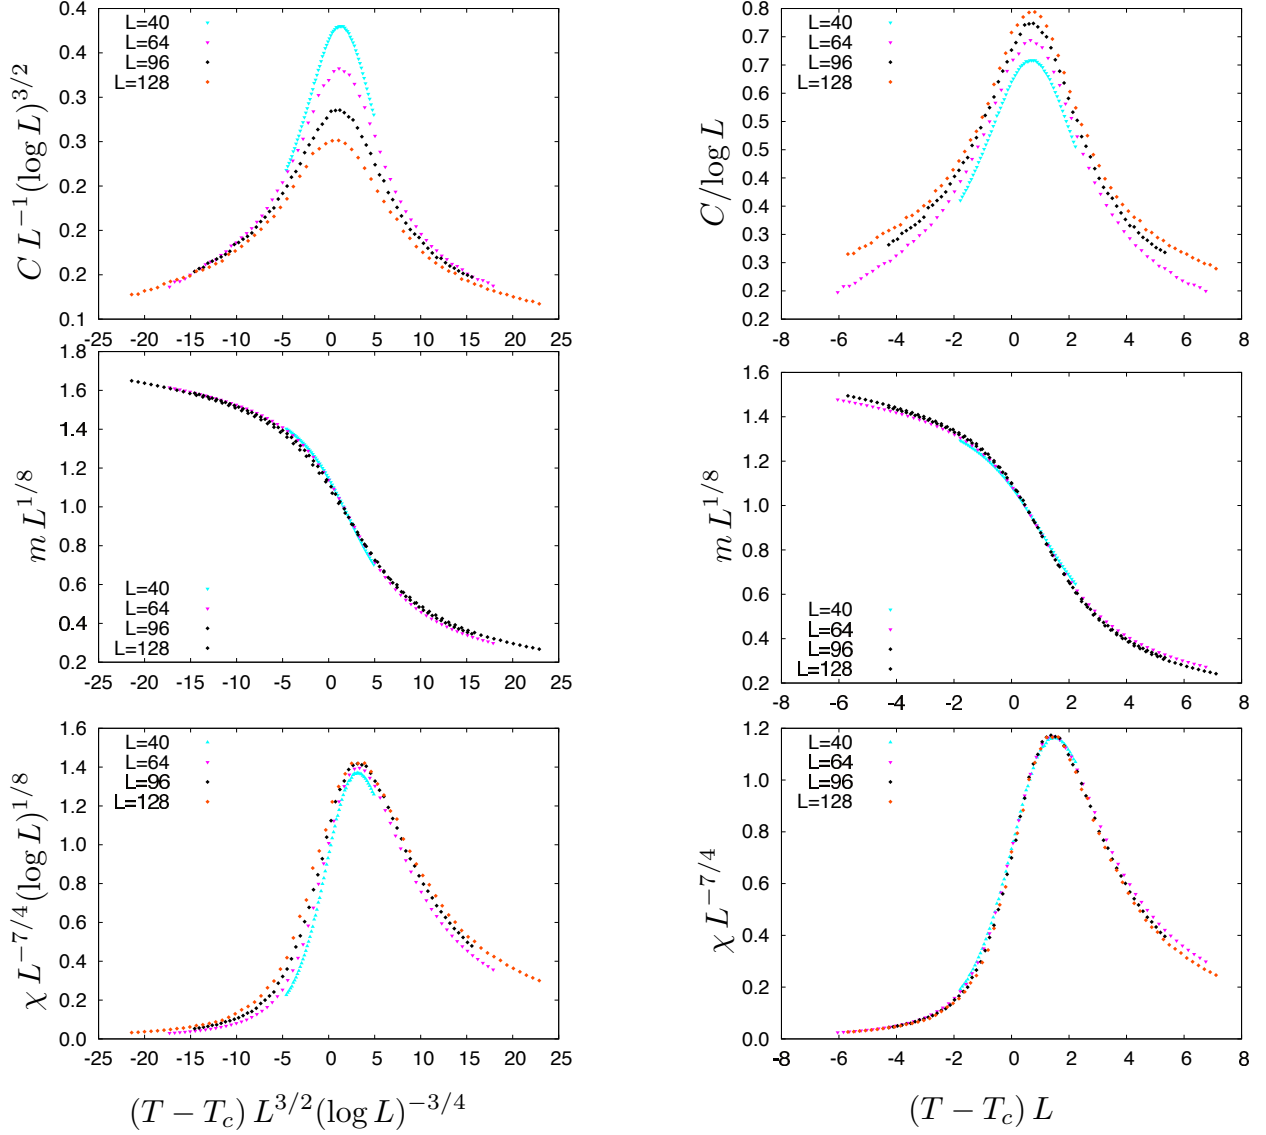 C L⁻¹(log L)^{3/2}
0.4
0.4
0.3
0.3
0.2
0.2
0.2
0.1
L=40
L=64
L=96
L=128
-25 -20 -15 -10 -5 0 5 10 15 20 25
C/log L
0.8
0.7
0.7
0.6
0.5
0.5
0.4
0.4
0.3
0.3
0.2
0.2
L=40
L=64
L=96
L=128
-8 -6 -4 -2 0 2 4 6 8
m L^{1/8}
1.8
1.6
1.4
1.2
1.0
0.8
0.6
0.4
0.2
L=40
L=64
L=96
L=128
-25 -20 -15 -10 -5 0 5 10 15 20 25
m L^{1/8}
1.6
1.4
1.2
1.0
0.8
0.6
0.4
0.2
L=40
L=64
L=96
L=128
-8 -6 -4 -2 0 2 4 6 8
χ L^{-7/4}(log L)^{1/8}
1.6
1.4
1.2
1.0
0.8
0.6
0.4
0.2
0.0
L=40
L=64
L=96
L=128
-25 -20 -15 -10 -5 0 5 10 15 20 25
(T − T_c) L^{3/2}(log L)^{-3/4}
χ L^{-7/4}
1.2
1.0
0.8
0.6
0.4
0.2
0.0
L=40
L=64
L=96
L=128
-8 -6 -4 -2 0 2 4 6 8
(T − T_c) L